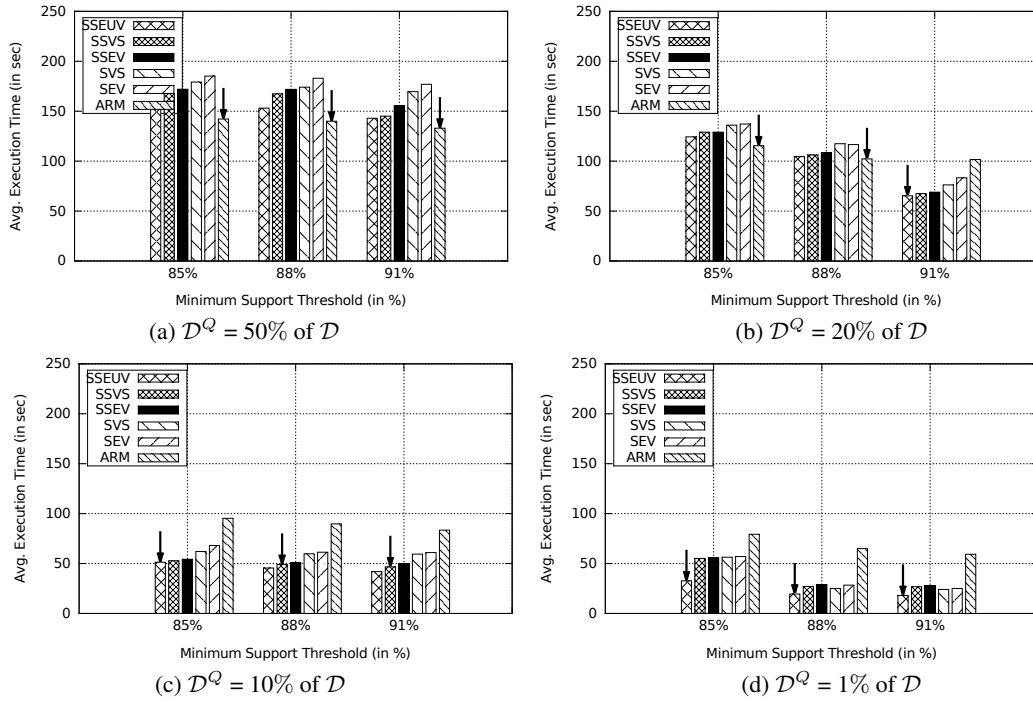 250
200
150
100
50
0
Avg. Execution Time (in sec)
SSEUV
SSVS
SSEV
SVS
SEV
ARM
85% 88% 91%
Minimum Support Threshold (in %)
(a) 𝒟^Q = 50% of 𝒟
250
200
150
100
50
0
Avg. Execution Time (in sec)
SSEUV
SSVS
SSEV
SVS
SEV
ARM
85% 88% 91%
Minimum Support Threshold (in %)
(b) 𝒟^Q = 20% of 𝒟
250
200
150
100
50
0
Avg. Execution Time (in sec)
SSEUV
SSVS
SSEV
SVS
SEV
ARM
85% 88% 91%
Minimum Support Threshold (in %)
(c) 𝒟^Q = 10% of 𝒟
250
200
150
100
50
0
Avg. Execution Time (in sec)
SSEUV
SSVS
SSEV
SVS
SEV
ARM
85% 88% 91%
Minimum Support Threshold (in %)
(d) 𝒟^Q = 1% of 𝒟